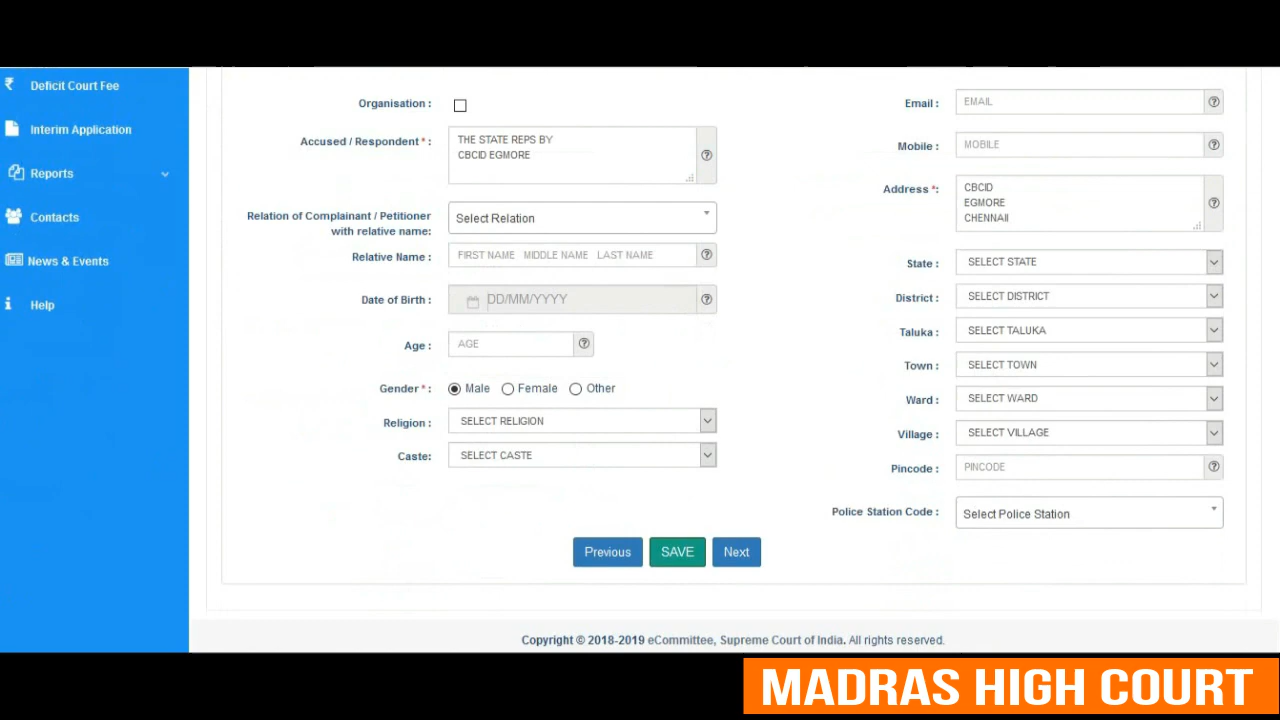 Deficit Court Fee
Interim Application
Reports
Contacts
News & Events
Help
Organisation :
Accused / Respondent * :
THE STATE REPS BY
CBCID EGMORE
Relation of Complainant / Petitioner
with relative name:
Select Relation
Relative Name :
FIRST NAME MIDDLE NAME LAST NAME
Date of Birth :
DD/MM/YYYY
Age :
AGE
Gender * :
Male Female Other
Religion :
SELECT RELIGION
Caste:
SELECT CASTE
Email :
EMAIL
Mobile :
MOBILE
Address *:
CBCID
EGMORE
CHENNAII
State :
SELECT STATE
District :
SELECT DISTRICT
Taluka :
SELECT TALUKA
Town :
SELECT TOWN
Ward :
SELECT WARD
Village :
SELECT VILLAGE
Pincode :
PINCODE
Police Station Code :
Select Police Station
Previous SAVE Next
Copyright © 2018-2019 eCommittee, Supreme Court of India. All rights reserved.
MADRAS HIGH COURT